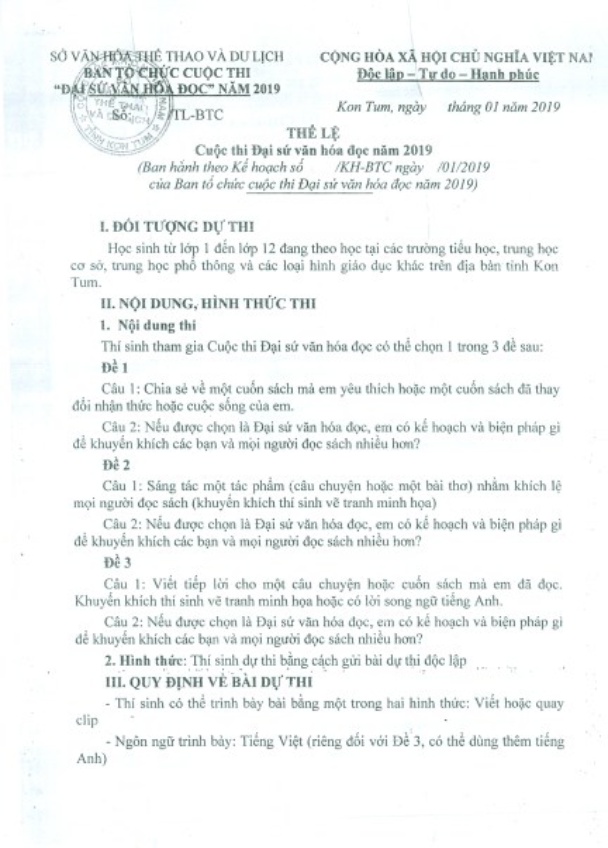 SỞ VĂN HÓA THỂ THAO VÀ DU LỊCH
BAN TỔ CHỨC CUỘC THI
“ĐẠI SỨ VĂN HÓA ĐỌC” NĂM 2019
Số: /TL-BTC
CỘNG HÒA XÃ HỘI CHỦ NGHĨA VIỆT NAM
Độc lập – Tự do – Hạnh phúc
Kon Tum, ngày tháng 01 năm 2019
THỂ LỆ
Cuộc thi Đại sứ văn hóa đọc năm 2019
(Ban hành theo Kế hoạch số /KH-BTC ngày /01/2019
của Ban tổ chức cuộc thi Đại sứ văn hóa đọc năm 2019)
I. ĐỐI TƯỢNG DỰ THI
Học sinh từ lớp 1 đến lớp 12 đang theo học tại các trường tiểu học, trung học
cơ sở, trung học phổ thông và các loại hình giáo dục khác trên địa bàn tỉnh Kon
Tum.
II. NỘI DUNG, HÌNH THỨC THI
1. Nội dung thi
Thí sinh tham gia Cuộc thi Đại sứ văn hóa đọc có thể chọn 1 trong 3 đề sau:
Đề 1
Câu 1: Chia sẻ về một cuốn sách mà em yêu thích hoặc một cuốn sách đã thay
đổi nhận thức hoặc cuộc sống của em.
Câu 2: Nếu được chọn là Đại sứ văn hóa đọc, em có kế hoạch và biện pháp gì
để khuyến khích các bạn và mọi người đọc sách nhiều hơn?
Đề 2
Câu 1: Sáng tác một tác phẩm (câu chuyện hoặc một bài thơ) nhằm khích lệ
mọi người đọc sách (khuyến khích thí sinh vẽ tranh minh họa)
Câu 2: Nếu được chọn là Đại sứ văn hóa đọc, em có kế hoạch và biện pháp gì
để khuyến khích các bạn và mọi người đọc sách nhiều hơn?
Đề 3
Câu 1: Viết tiếp lời cho một câu chuyện hoặc cuốn sách mà em đã đọc.
Khuyến khích thí sinh vẽ tranh minh họa hoặc có lời song ngữ tiếng Anh.
Câu 2: Nếu được chọn là Đại sứ văn hóa đọc, em có kế hoạch và biện pháp gì
để khuyến khích các bạn và mọi người đọc sách nhiều hơn?
2. Hình thức: Thí sinh dự thi bằng cách gửi bài dự thi độc lập
III. QUY ĐỊNH VỀ BÀI DỰ THI
- Thí sinh có thể trình bày bài bằng một trong hai hình thức: Viết hoặc quay
clip
- Ngôn ngữ trình bày: Tiếng Việt (riêng đối với Đề 3, có thể dùng thêm tiếng
Anh)